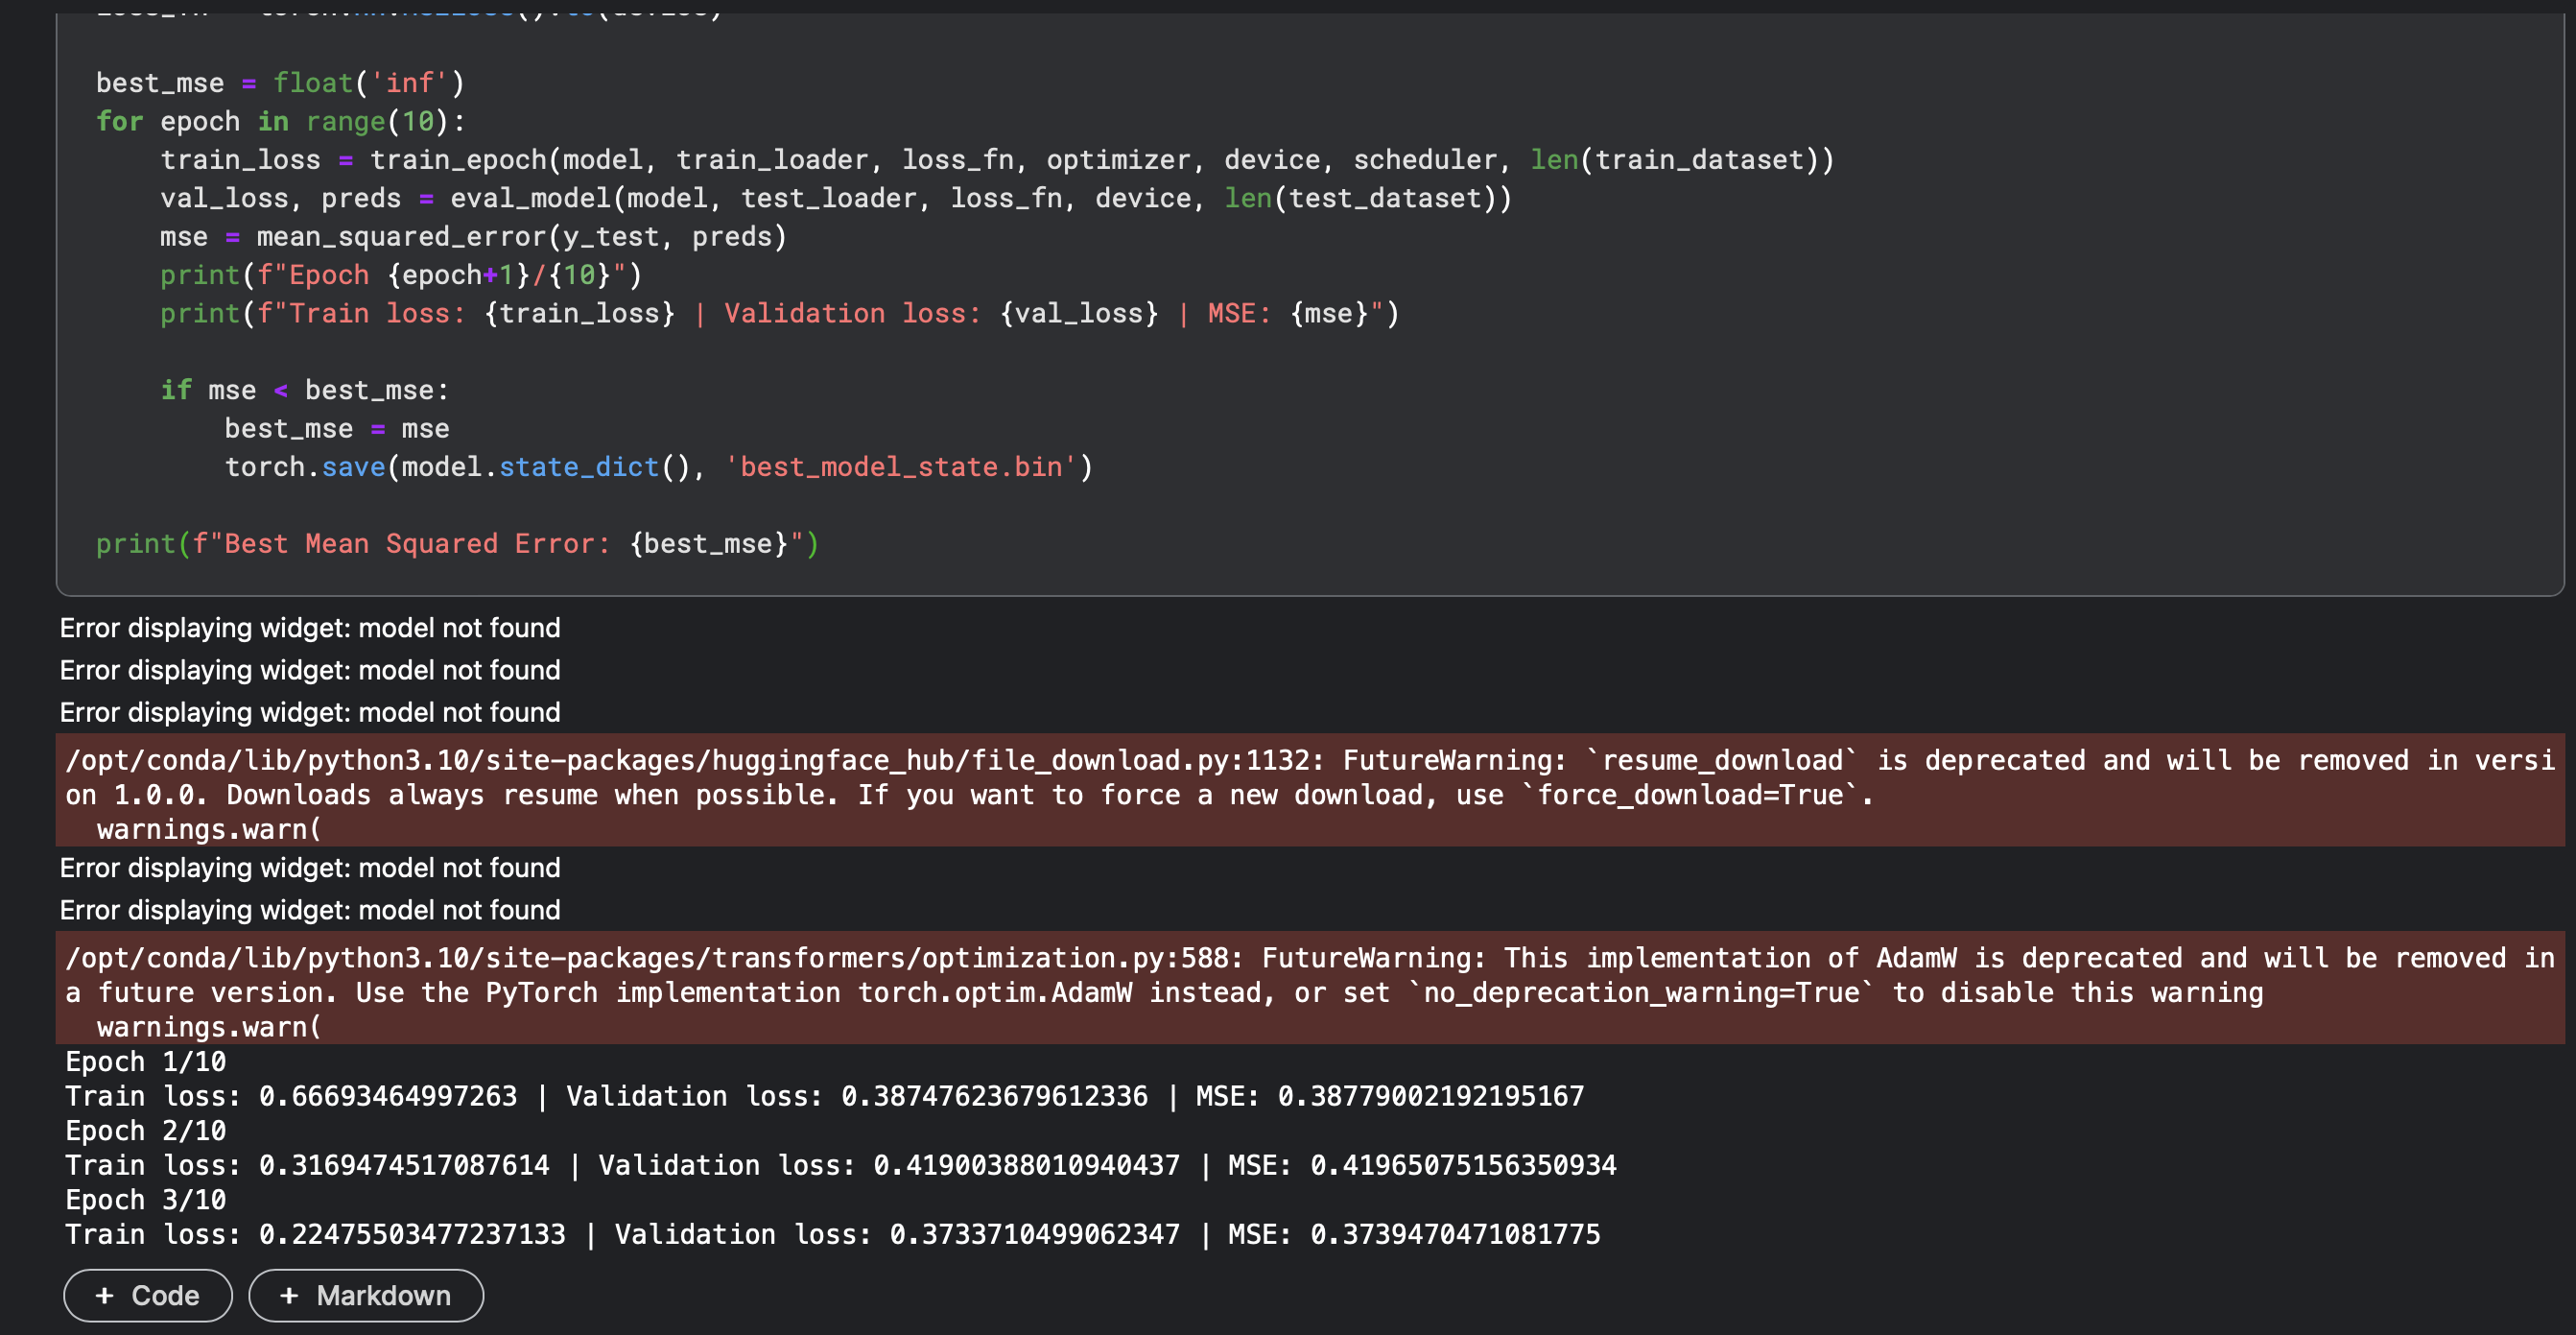 best_mse = float('inf')
for epoch in range(10):
    train_loss = train_epoch(model, train_loader, loss_fn, optimizer, device, scheduler, len(train_dataset))
    val_loss, preds = eval_model(model, test_loader, loss_fn, device, len(test_dataset))
    mse = mean_squared_error(y_test, preds)
    print(f"Epoch {epoch+1}/{10}")
    print(f"Train loss: {train_loss} | Validation loss: {val_loss} | MSE: {mse}")
    if mse < best_mse:
        best_mse = mse
        torch.save(model.state_dict(), 'best_model_state.bin')
print(f"Best Mean Squared Error: {best_mse}")
Error displaying widget: model not found
Error displaying widget: model not found
Error displaying widget: model not found
/opt/conda/lib/python3.10/site-packages/huggingface_hub/file_download.py:1132: FutureWarning: `resume_download` is deprecated and will be removed in versi
on 1.0.0. Downloads always resume when possible. If you want to force a new download, use `force_download=True`.
  warnings.warn(
Error displaying widget: model not found
Error displaying widget: model not found
/opt/conda/lib/python3.10/site-packages/transformers/optimization.py:588: FutureWarning: This implementation of AdamW is deprecated and will be removed in
a future version. Use the PyTorch implementation torch.optim.AdamW instead, or set `no_deprecation_warning=True` to disable this warning
  warnings.warn(
Epoch 1/10
Train loss: 0.66693464997263 | Validation loss: 0.38747623679612336 | MSE: 0.38779002192195167
Epoch 2/10
Train loss: 0.3169474517087614 | Validation loss: 0.41900388010940437 | MSE: 0.41965075156350934
Epoch 3/10
Train loss: 0.22475503477237133 | Validation loss: 0.3733710499062347 | MSE: 0.3739470471081775
+ Code + Markdown